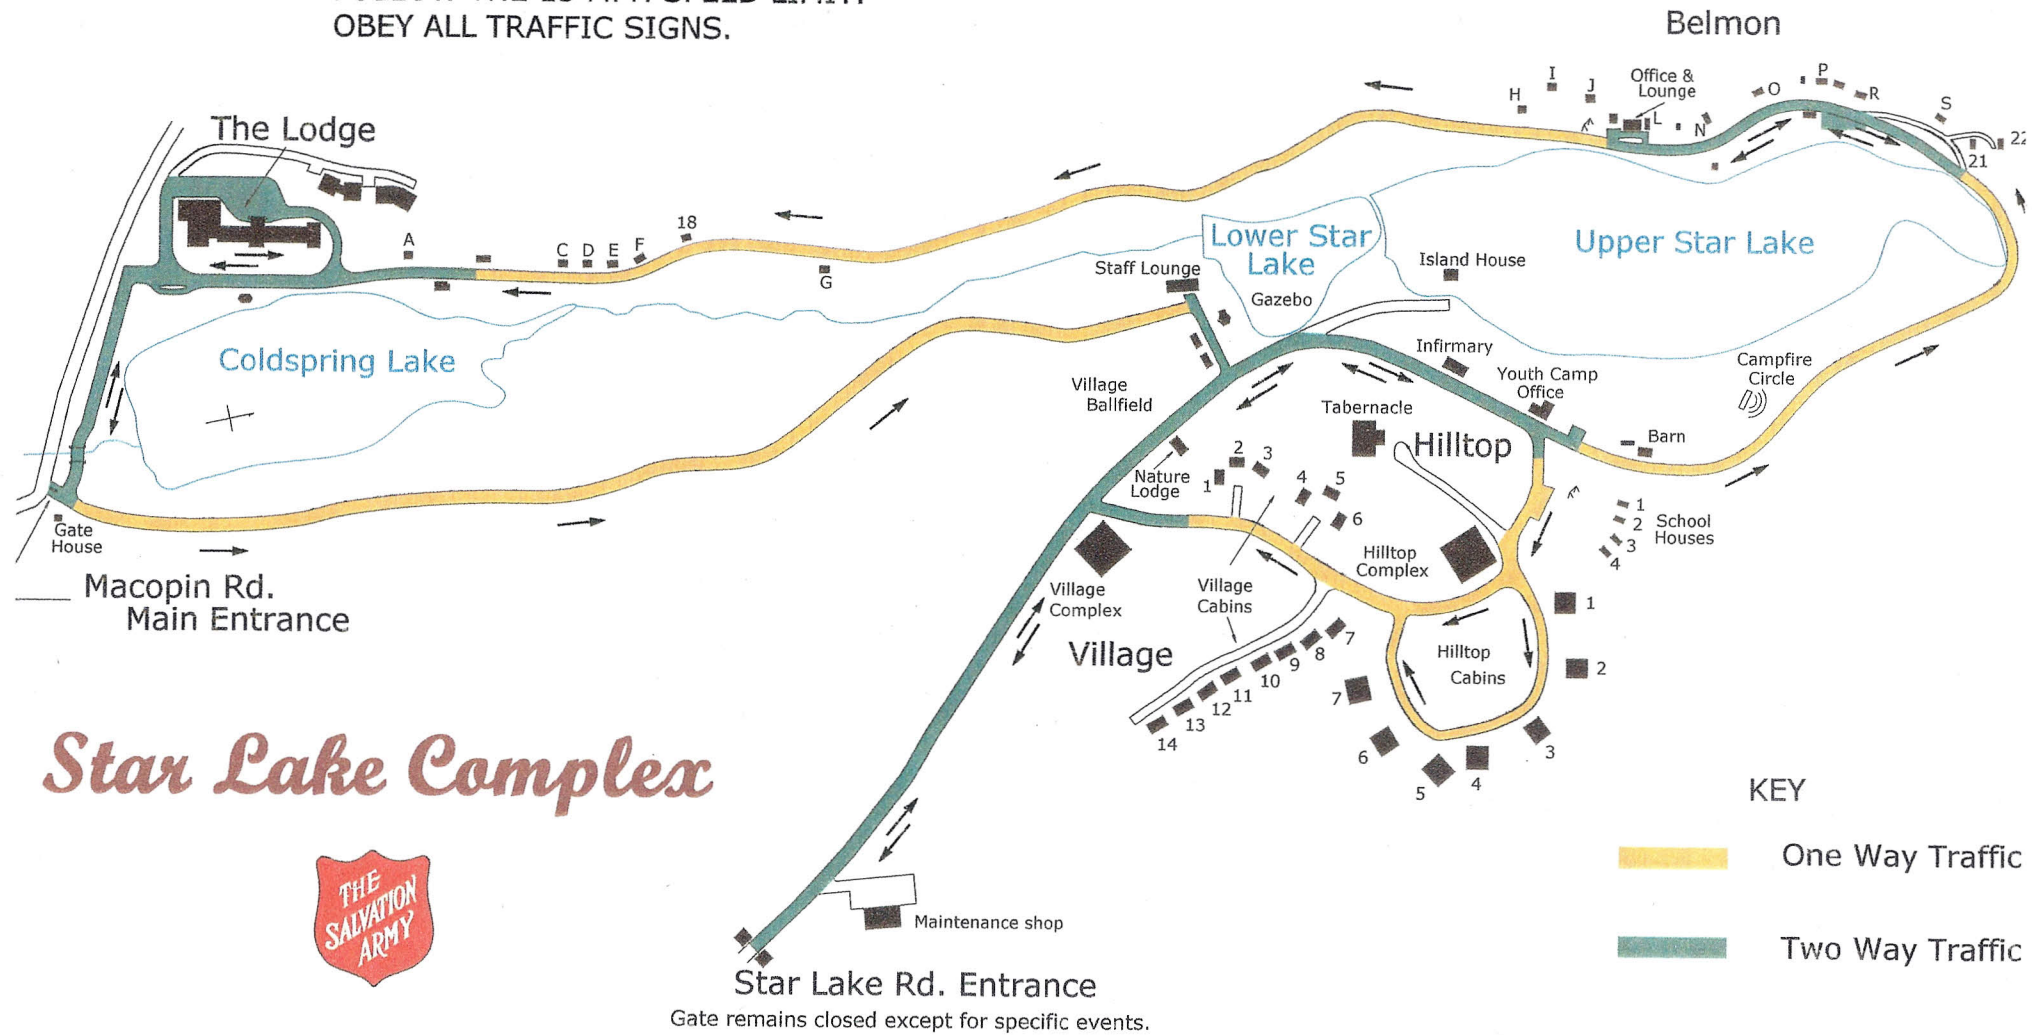 OBEY ALL TRAFFIC SIGNS.
Belmon
The Lodge
A
C
D
E
F
18
G
H
I
J
Office &
Lounge
L
N
O
P
R
S
21
22
Lower Star
Lake
Upper Star Lake
Island House
Staff Lounge
Gazebo
Coldspring Lake
Infirmary
Youth Camp
Office
Campfire
Circle
Village
Ballfield
Tabernacle
Hilltop
Barn
Nature
Lodge
1
2
3
4
5
6
1
2
3
4
School
Houses
Gate
House
Hilltop
Complex
Macopin Rd.
Main Entrance
Village
Complex
Village
Cabins
Village
7
8
9
10
11
12
13
14
Hilltop
Cabins
1
2
3
4
5
6
7
Star Lake Complex
THE
SALVATION
ARMY
KEY
One Way Traffic
Two Way Traffic
Maintenance shop
Star Lake Rd. Entrance
Gate remains closed except for specific events.